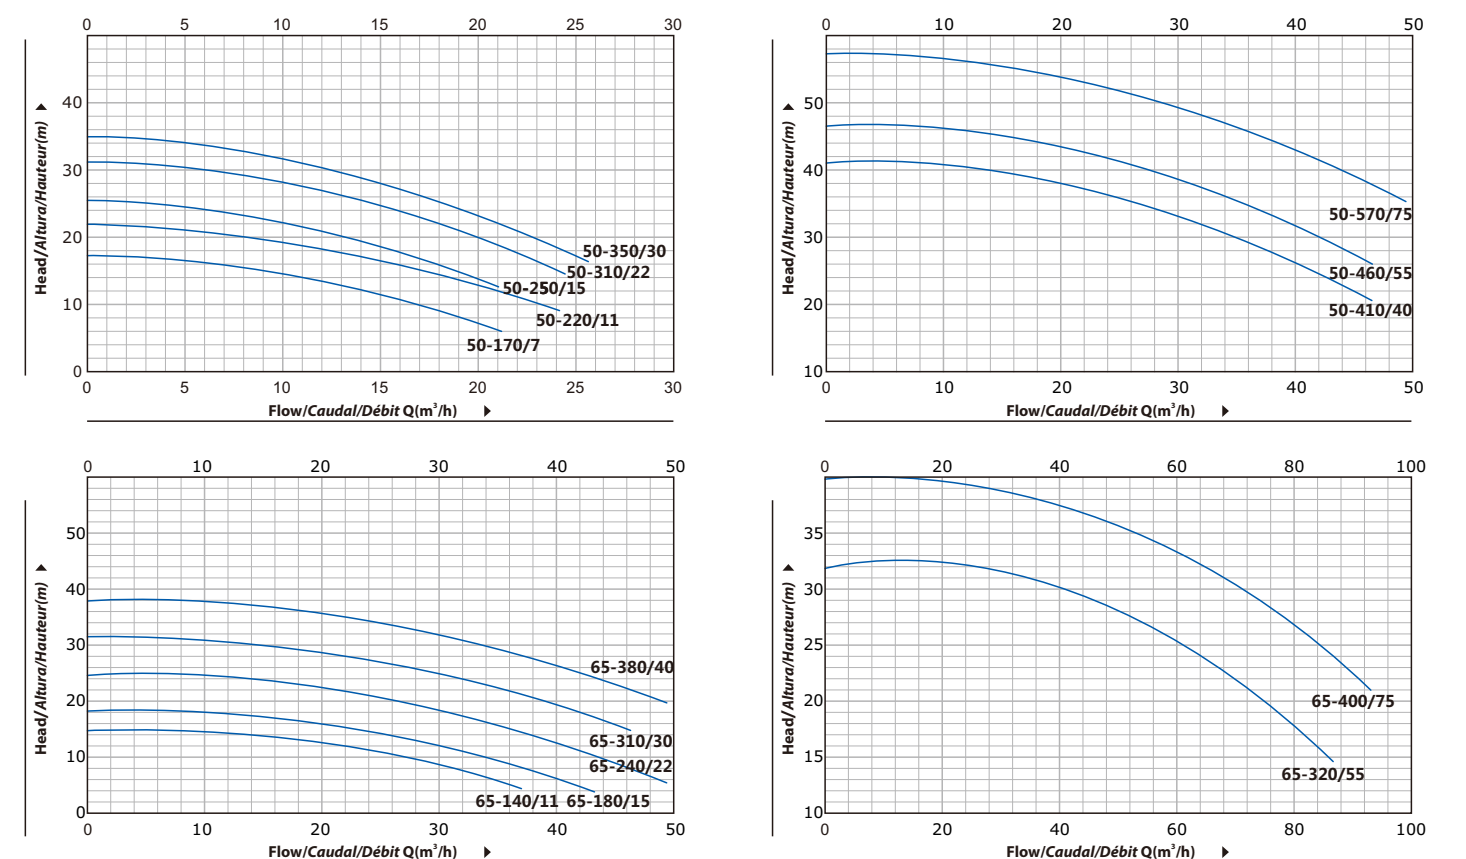 0 5 10 15 20 25 30
Head/Altura/Hauteur(m)
40
30
20
10
0
50-350/30
50-310/22
50-250/15
50-220/11
50-170/7
0 5 10 15 20 25 30
Flow/Caudal/Débit Q(m³/h)
0 10 20 30 40 50
Head/Altura/Hauteur(m)
50
40
30
20
10
50-570/75
50-460/55
50-410/40
0 10 20 30 40 50
Flow/Caudal/Débit Q(m³/h)
0 10 20 30 40 50
Head/Altura/Hauteur(m)
50
40
30
20
10
0
65-380/40
65-310/30
65-240/22
65-140/11 65-180/15
0 10 20 30 40 50
Flow/Caudal/Débit Q(m³/h)
0 20 40 60 80 100
Head/Altura/Hauteur(m)
35
30
25
20
15
10
65-400/75
65-320/55
0 20 40 60 80 100
Flow/Caudal/Débit Q(m³/h)